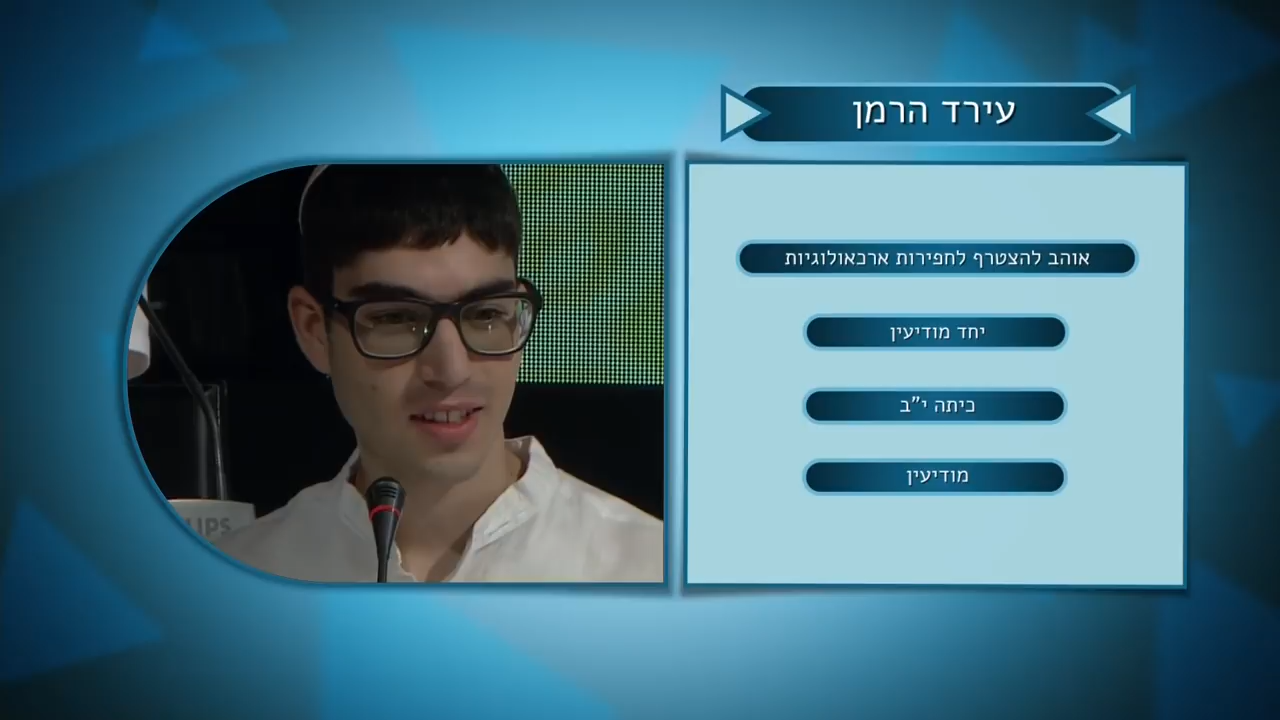 עירד הרמן
אוהב להצטרף לחפירות ארכאולוגיות
יחד מודיעין
כיתה י"ב
מודיעין